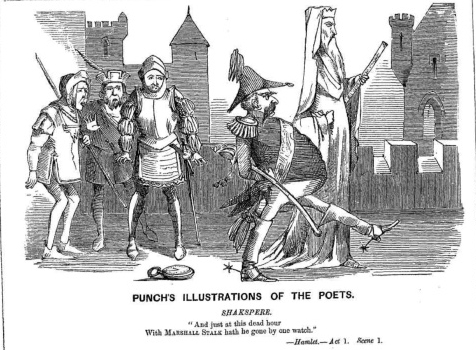 PUNCH'S ILLUSTRATIONS OF THE POETS.
SHAKSPERE.
"And just at this dead hour
With MARSHALL STALK hath he gone by one watch."
—Hamlet.—Act 1. Scene 1.